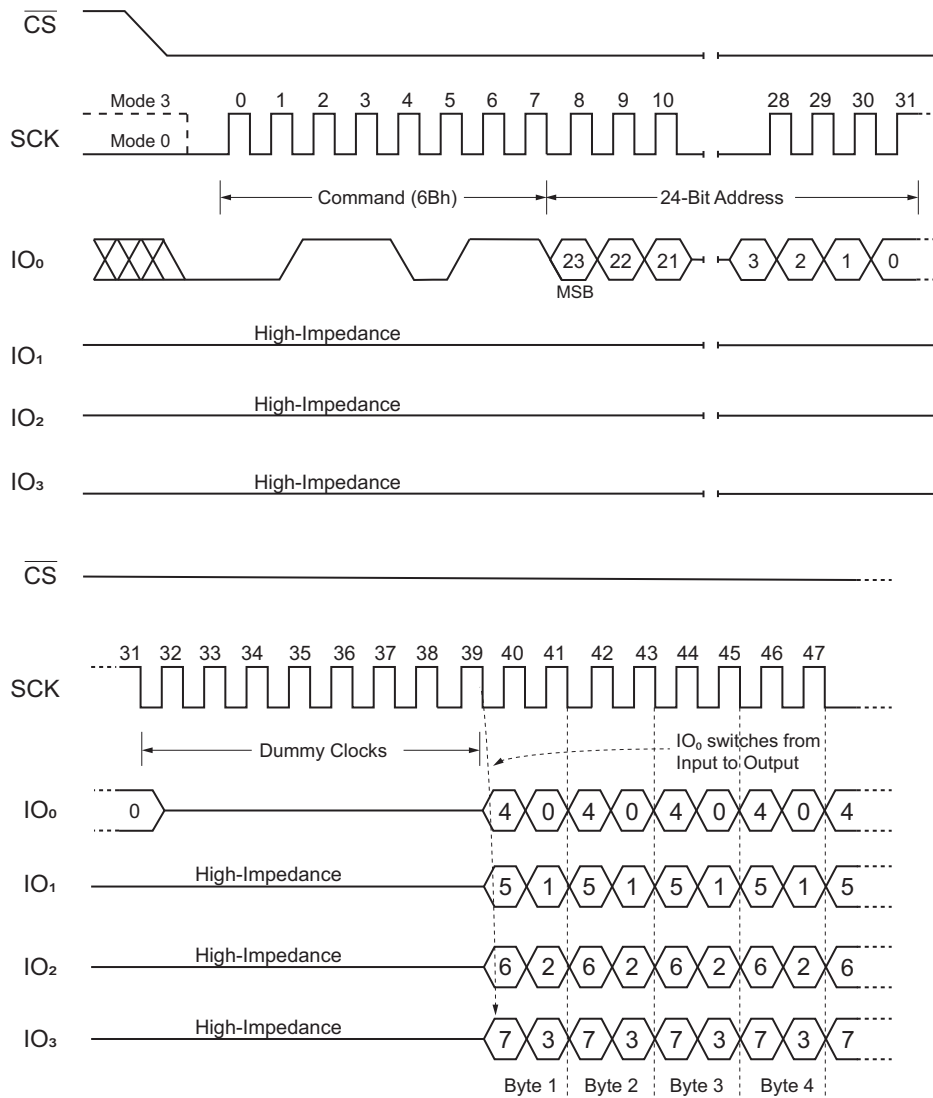 CS
Mode 3
0 1 2 3 4 5 6 7 8 9 10 28 29 30 31
SCK
Mode 0
Command (6Bh)
24-Bit Address
IO₀
23 22 21 3 2 1 0
MSB
High-Impedance
IO₁
High-Impedance
IO₂
High-Impedance
IO₃
CS
31 32 33 34 35 36 37 38 39 40 41 42 43 44 45 46 47
SCK
Dummy Clocks
IO₀ switches from
Input to Output
IO₀
0 4 0 4 0 4 0 4 0 4
IO₁
High-Impedance
5 1 5 1 5 1 5 1 5
IO₂
High-Impedance
6 2 6 2 6 2 6 2 6
IO₃
High-Impedance
7 3 7 3 7 3 7 3 7
Byte 1 Byte 2 Byte 3 Byte 4